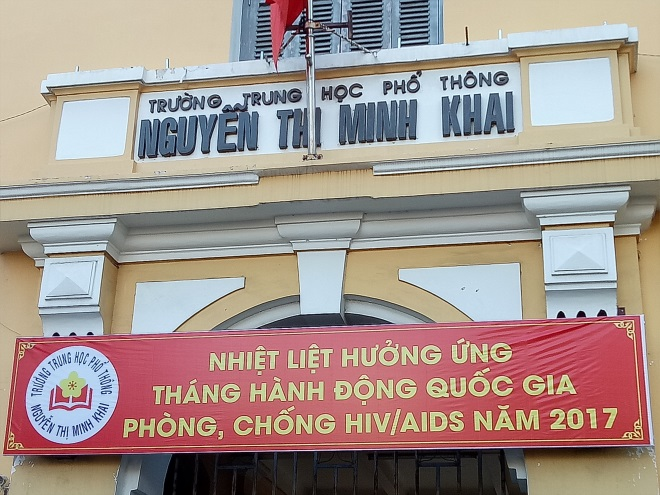 TRƯỜNG TRUNG HỌC PHỔ THÔNG
NGUYỄN THỊ MINH KHAI
TRƯỜNG TRUNG HỌC PHỔ THÔNG
NGUYỄN THỊ MINH KHAI
NHIỆT LIỆT HƯỞNG ỨNG
THÁNG HÀNH ĐỘNG QUỐC GIA
PHÒNG, CHỐNG HIV/AIDS NĂM 2017